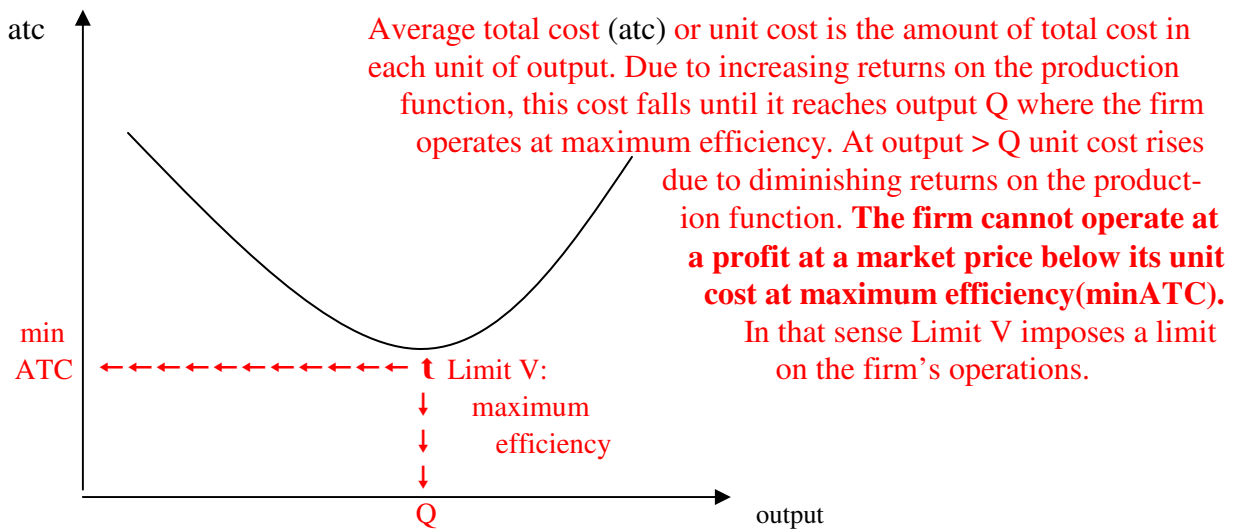 atc
Average total cost (atc) or unit cost is the amount of total cost in
each unit of output. Due to increasing returns on the production
function, this cost falls until it reaches output Q where the firm
operates at maximum efficiency. At output > Q unit cost rises
due to diminishing returns on the product-
ion function. The firm cannot operate at
a profit at a market price below its unit
cost at maximum efficiency(minATC).
In that sense Limit V imposes a limit
on the firm's operations.
min
ATC
Limit V:
maximum
efficiency
Q
output